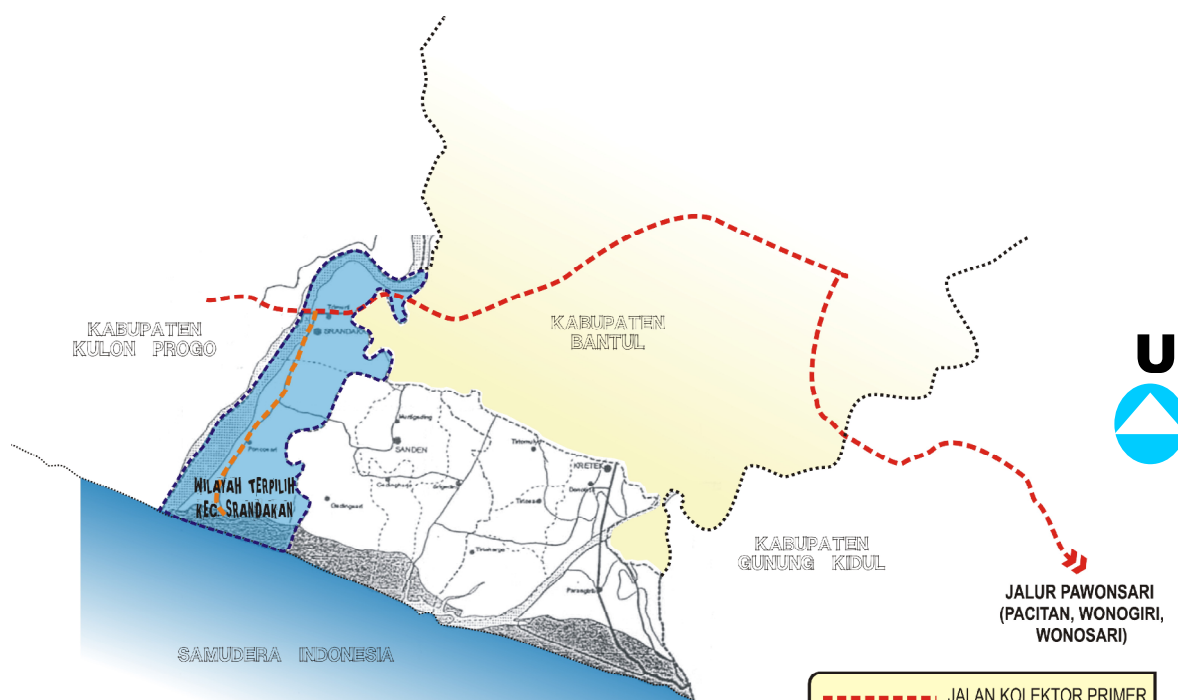 U
KABUPATEN
KULON PROGO
KABUPATEN
BANTUL
SRANDAKAN
SANDEN
KRETEK
WILAYAH TERPILIH
KEC. SRANDAKAN
KABUPATEN
GUNUNG KIDUL
JALUR PAWONSARI
(PACITAN, WONOGIRI,
WONOSARI)
SAMUDERA INDONESIA
JALAN KOLEKTOR PRIMER